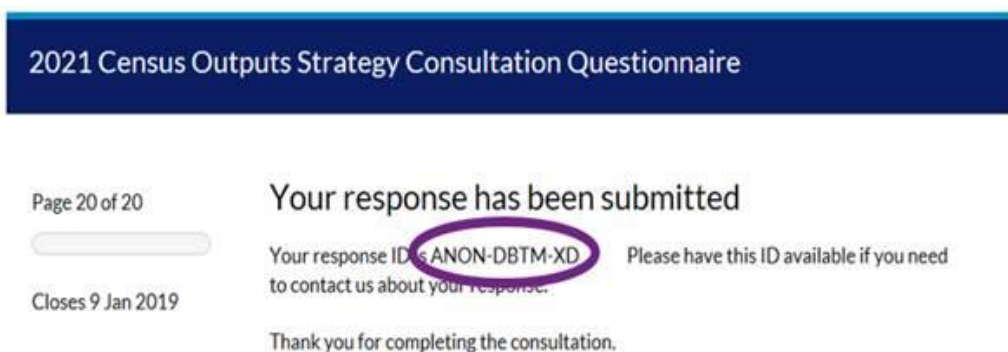 2021 Census Outputs Strategy Consultation Questionnaire
Page 20 of 20
Closes 9 Jan 2019
Your response has been submitted
Your response ID is ANON-DBTM-XD Please have this ID available if you need
to contact us about your response.
Thank you for completing the consultation.